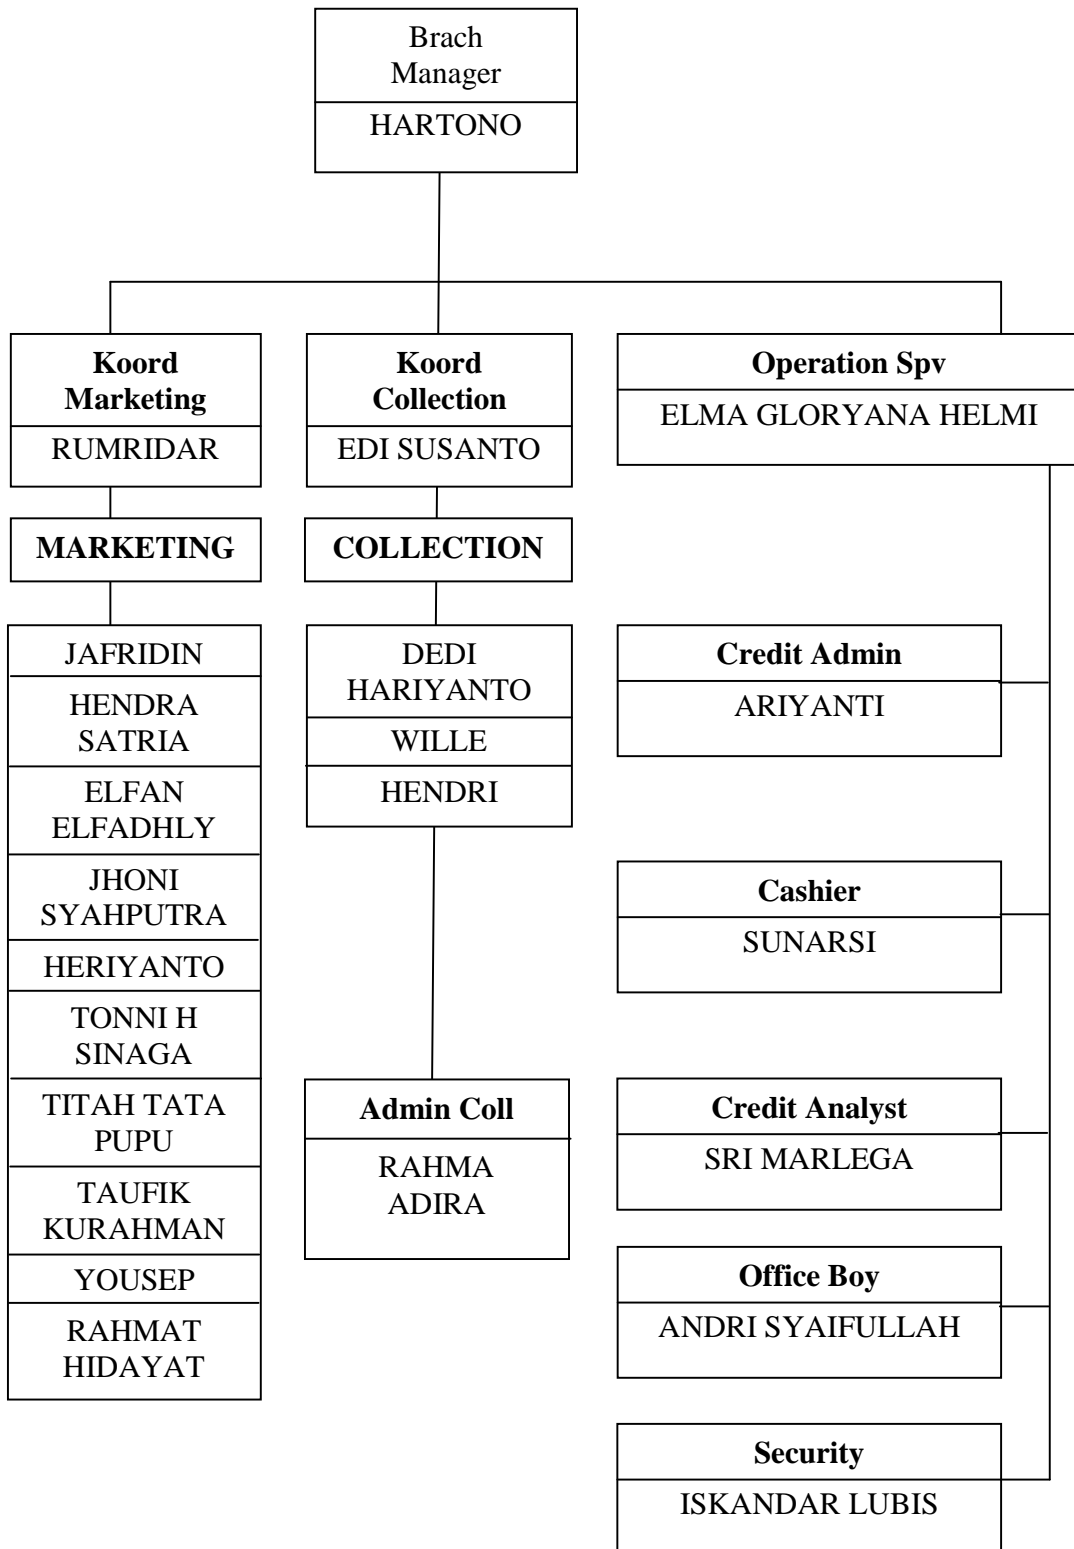 Brach
Manager
HARTONO
Koord
Marketing
RUMRIDAR
MARKETING
JAFRIDIN
HENDRA
SATRIA
ELFAN
ELFADHLY
JHONI
SYAHPUTRA
HERIYANTO
TONNI H
SINAGA
TITAH TATA
PUPU
TAUFIK
KURAHMAN
YOUSEP
RAHMAT
HIDAYAT
Koord
Collection
EDI SUSANTO
COLLECTION
DEDI
HARIYANTO
WILLE
HENDRI
Admin Coll
RAHMA
ADIRA
Operation Spv
ELMA GLORYANA HELMI
Credit Admin
ARIYANTI
Cashier
SUNARSI
Credit Analyst
SRI MARLEGA
Office Boy
ANDRI SYAIFULLAH
Security
ISKANDAR LUBIS